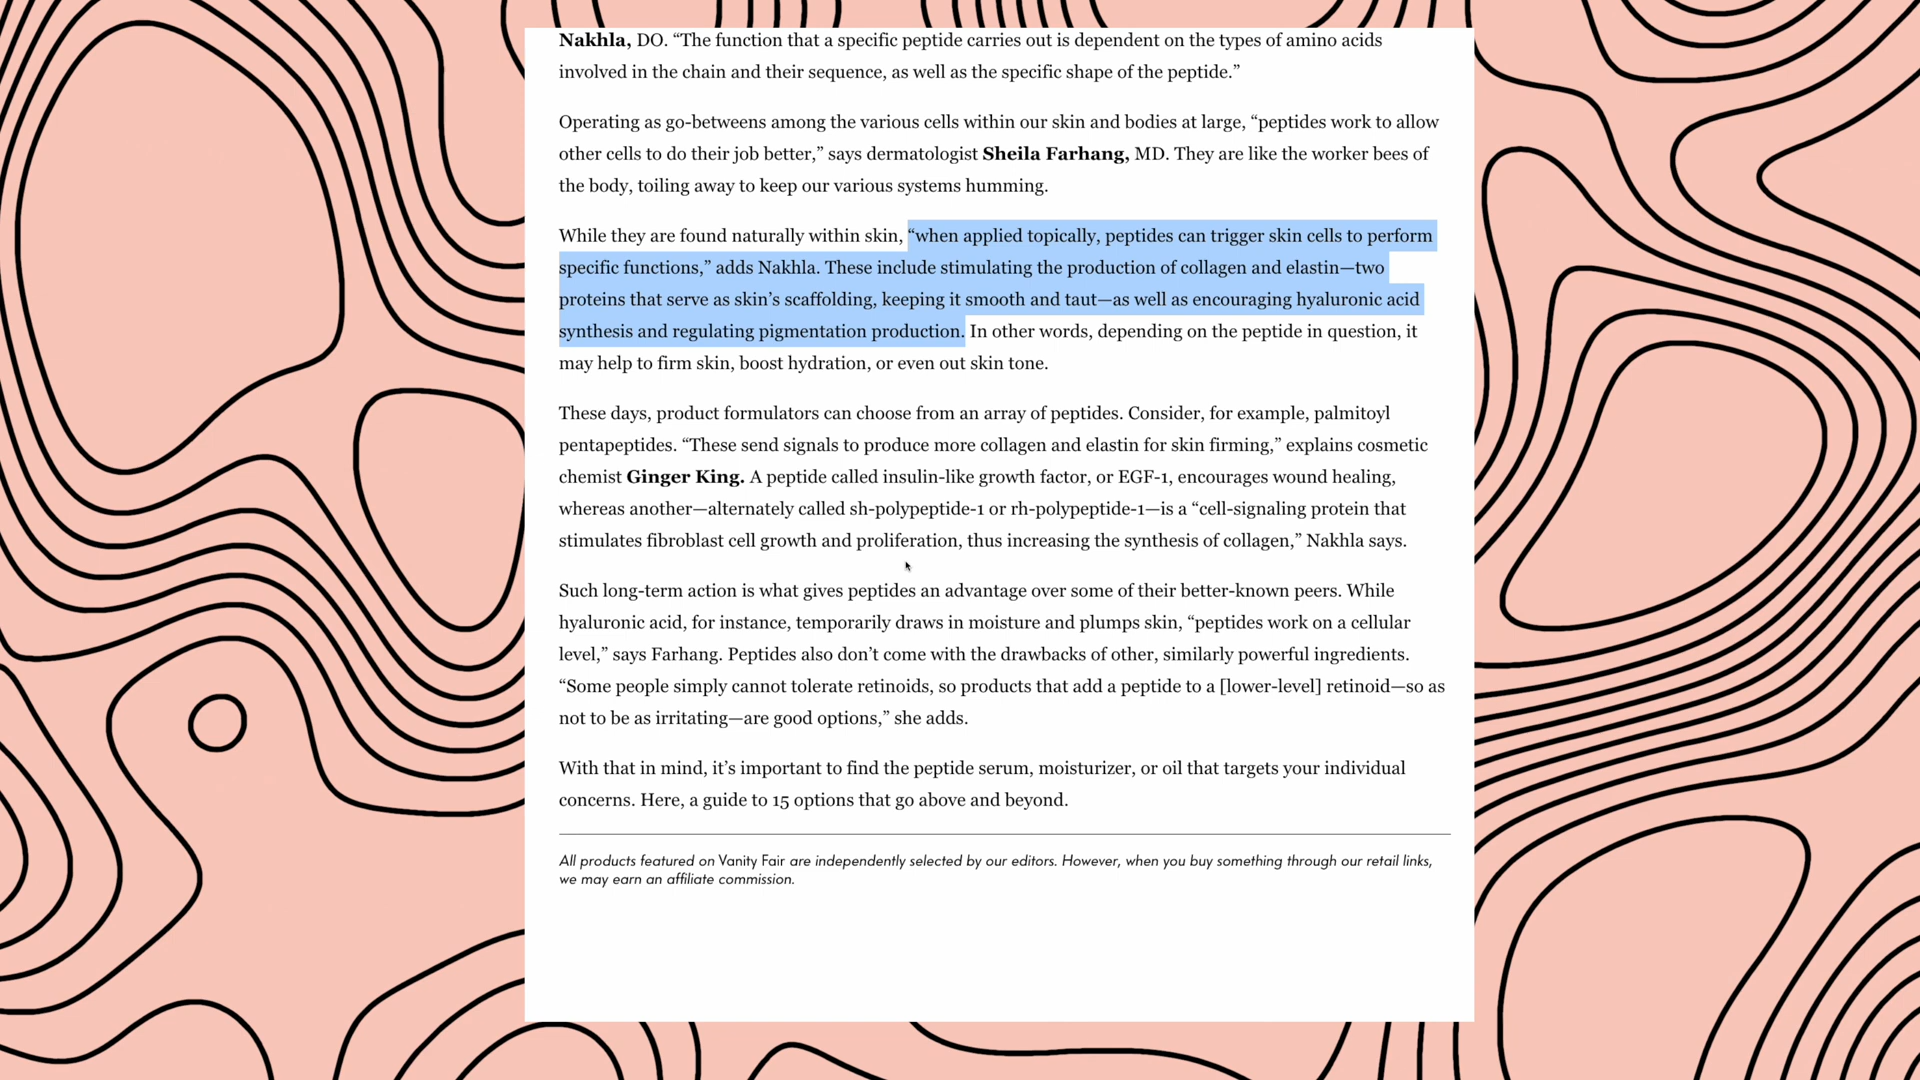 Nakhla, DO. “The function that a specific peptide carries out is dependent on the types of amino acids
involved in the chain and their sequence, as well as the specific shape of the peptide.”
Operating as go-betweens among the various cells within our skin and bodies at large, “peptides work to allow
other cells to do their job better,” says dermatologist Sheila Farhang, MD. They are like the worker bees of
the body, toiling away to keep our various systems humming.
While they are found naturally within skin, “when applied topically, peptides can trigger skin cells to perform
specific functions,” adds Nakhla. These include stimulating the production of collagen and elastin—two
proteins that serve as skin’s scaffolding, keeping it smooth and taut—as well as encouraging hyaluronic acid
synthesis and regulating pigmentation production. In other words, depending on the peptide in question, it
may help to firm skin, boost hydration, or even out skin tone.
These days, product formulators can choose from an array of peptides. Consider, for example, palmitoyl
pentapeptides. “These send signals to produce more collagen and elastin for skin firming,” explains cosmetic
chemist Ginger King. A peptide called insulin-like growth factor, or EGF-1, encourages wound healing,
whereas another—alternately called sh-polypeptide-1 or rh-polypeptide-1—is a “cell-signaling protein that
stimulates fibroblast cell growth and proliferation, thus increasing the synthesis of collagen,” Nakhla says.
Such long-term action is what gives peptides an advantage over some of their better-known peers. While
hyaluronic acid, for instance, temporarily draws in moisture and plumps skin, “peptides work on a cellular
level,” says Farhang. Peptides also don’t come with the drawbacks of other, similarly powerful ingredients.
“Some people simply cannot tolerate retinoids, so products that add a peptide to a [lower-level] retinoid—so as
not to be as irritating—are good options,” she adds.
With that in mind, it’s important to find the peptide serum, moisturizer, or oil that targets your individual
concerns. Here, a guide to 15 options that go above and beyond.
All products featured on Vanity Fair are independently selected by our editors. However, when you buy something through our retail links,
we may earn an affiliate commission.